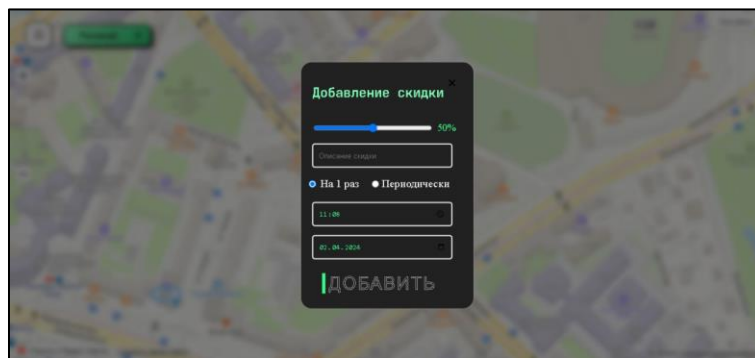 Добавление скидки
50%
Описание скидки
На 1 раз Периодически
11:06
02.04.2024
ДОБАВИТЬ